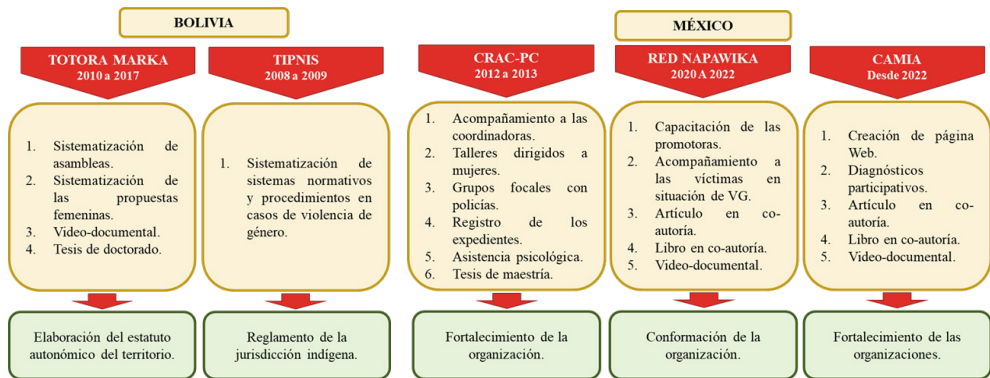 BOLIVIA
TOTORA MARKA
2010 a 2017
1. Sistematización de
asambleas.
2. Sistematización de
las propuestas
femeninas.
3. Video-documental.
4. Tesis de doctorado.
Elaboración del estatuto
autonómico del territorio.
TIPNIS
2008 a 2009
1. Sistematización de
sistemas normativos
y procedimientos en
casos de violencia de
género.
Reglamento de la
jurisdicción indígena.
MÉXICO
CRAC-PC
2012 a 2013
1. Acompañamiento a las
coordinadoras.
2. Talleres dirigidos a
mujeres.
3. Grupos focales con
policías.
4. Registro de los
expedientes.
5. Asistencia psicológica.
6. Tesis de maestría.
Fortalecimiento de la
organización.
RED NAPAWIKA
2020 A 2022
1. Capacitación de las
promotoras.
2. Acompañamiento a
las víctimas en
situación de VG.
3. Artículo en co-
autoría.
4. Libro en co-autoría.
5. Video-documental.
Conformación de la
organización.
CAMIA
Desde 2022
1. Creación de página
Web.
2. Diagnósticos
participativos.
3. Artículo en co-
autoría.
4. Libro en co-autoría.
5. Video-documental.
Fortalecimiento de las
organizaciones.